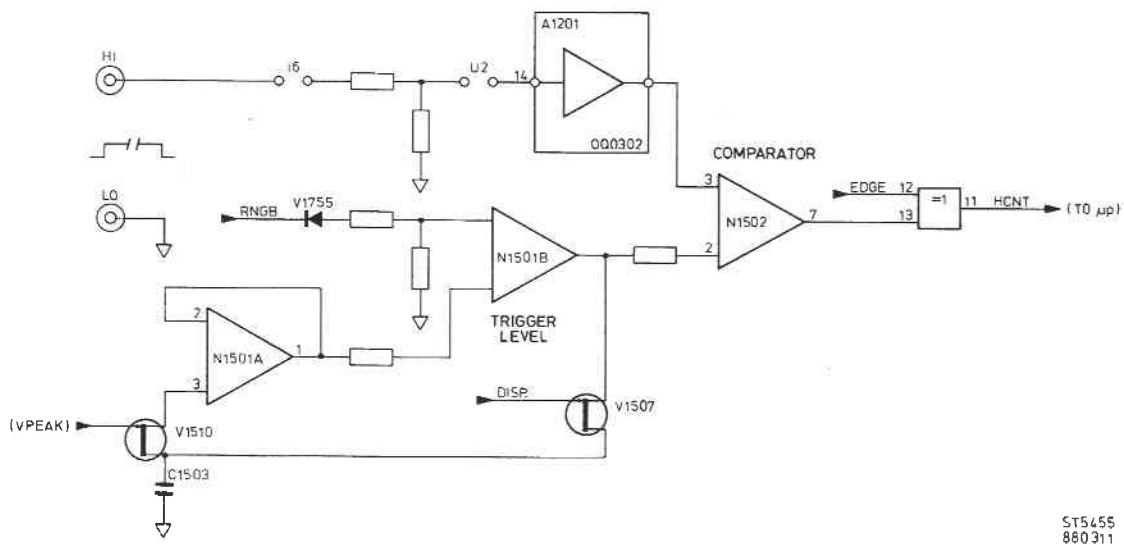 HI
i6
U2
14
A1201
OQ0302
COMPARATOR
3
N1502
7
2
EDGE
12
13
=1
11
HCNT
(TO µp)
LO
RNGB
V1755
N1501B
TRIGGER
LEVEL
2
N1501A
1
3
(VPEAK)
V1510
C1503
DISP.
V1507
ST5455
880311